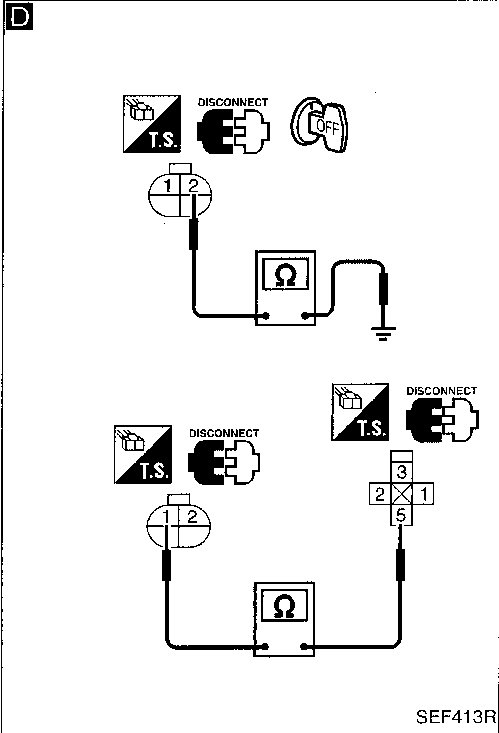 D
DISCONNECT
T.S.
OFF
1 2
Ω
DISCONNECT
T.S.
DISCONNECT
T.S.
3
2 1
5
1 2
Ω
SEF413R